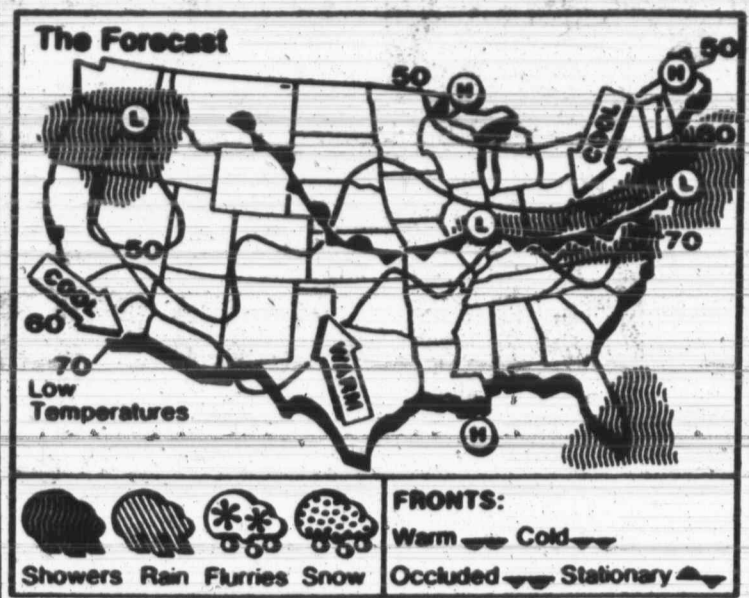 The Forecast
50
H
H
50
L
COOL
60
L
L
50
70
COOL
60
70
WARM
Low
Temperatures
H
Showers Rain Flurries Snow
FRONTS:
Warm Cold
Occluded Stationary